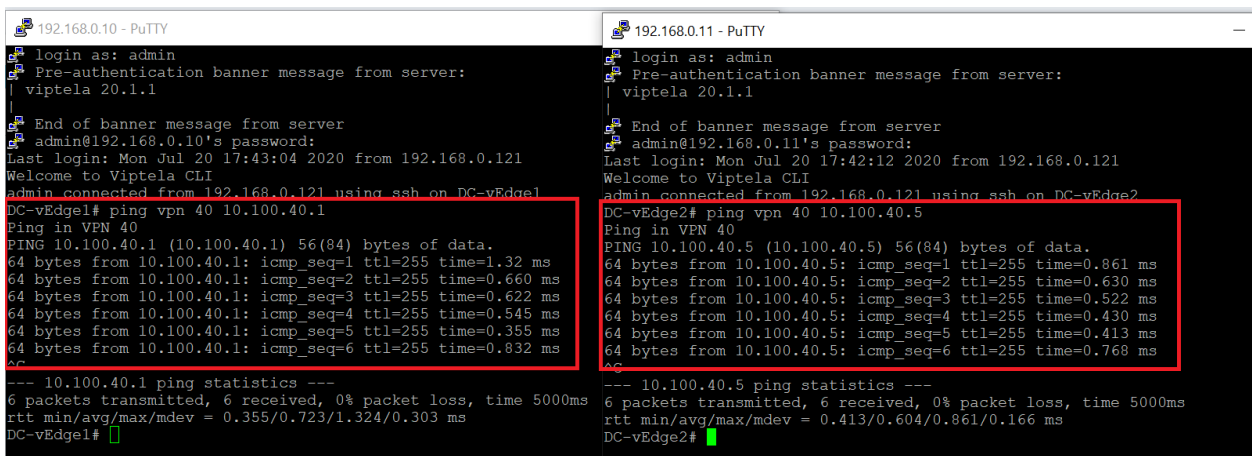 192.168.0.10 - PuTTY
login as: admin
Pre-authentication banner message from server:
| viptela 20.1.1
|
End of banner message from server
admin@192.168.0.10's password:
Last login: Mon Jul 20 17:43:04 2020 from 192.168.0.121
Welcome to Viptela CLI
admin connected from 192.168.0.121 using ssh on DC-vEdge1
DC-vEdge1# ping vpn 40 10.100.40.1
Ping in VPN 40
PING 10.100.40.1 (10.100.40.1) 56(84) bytes of data.
64 bytes from 10.100.40.1: icmp_seq=1 ttl=255 time=1.32 ms
64 bytes from 10.100.40.1: icmp_seq=2 ttl=255 time=0.660 ms
64 bytes from 10.100.40.1: icmp_seq=3 ttl=255 time=0.622 ms
64 bytes from 10.100.40.1: icmp_seq=4 ttl=255 time=0.545 ms
64 bytes from 10.100.40.1: icmp_seq=5 ttl=255 time=0.355 ms
64 bytes from 10.100.40.1: icmp_seq=6 ttl=255 time=0.832 ms
^C
--- 10.100.40.1 ping statistics ---
6 packets transmitted, 6 received, 0% packet loss, time 5000ms
rtt min/avg/max/mdev = 0.355/0.723/1.324/0.303 ms
DC-vEdge1#
192.168.0.11 - PuTTY
login as: admin
Pre-authentication banner message from server:
| viptela 20.1.1
|
End of banner message from server
admin@192.168.0.11's password:
Last login: Mon Jul 20 17:42:12 2020 from 192.168.0.121
Welcome to Viptela CLI
admin connected from 192.168.0.121 using ssh on DC-vEdge2
DC-vEdge2# ping vpn 40 10.100.40.5
Ping in VPN 40
PING 10.100.40.5 (10.100.40.5) 56(84) bytes of data.
64 bytes from 10.100.40.5: icmp_seq=1 ttl=255 time=0.861 ms
64 bytes from 10.100.40.5: icmp_seq=2 ttl=255 time=0.630 ms
64 bytes from 10.100.40.5: icmp_seq=3 ttl=255 time=0.522 ms
64 bytes from 10.100.40.5: icmp_seq=4 ttl=255 time=0.430 ms
64 bytes from 10.100.40.5: icmp_seq=5 ttl=255 time=0.413 ms
64 bytes from 10.100.40.5: icmp_seq=6 ttl=255 time=0.768 ms
^C
--- 10.100.40.5 ping statistics ---
6 packets transmitted, 6 received, 0% packet loss, time 5000ms
rtt min/avg/max/mdev = 0.413/0.604/0.861/0.166 ms
DC-vEdge2#